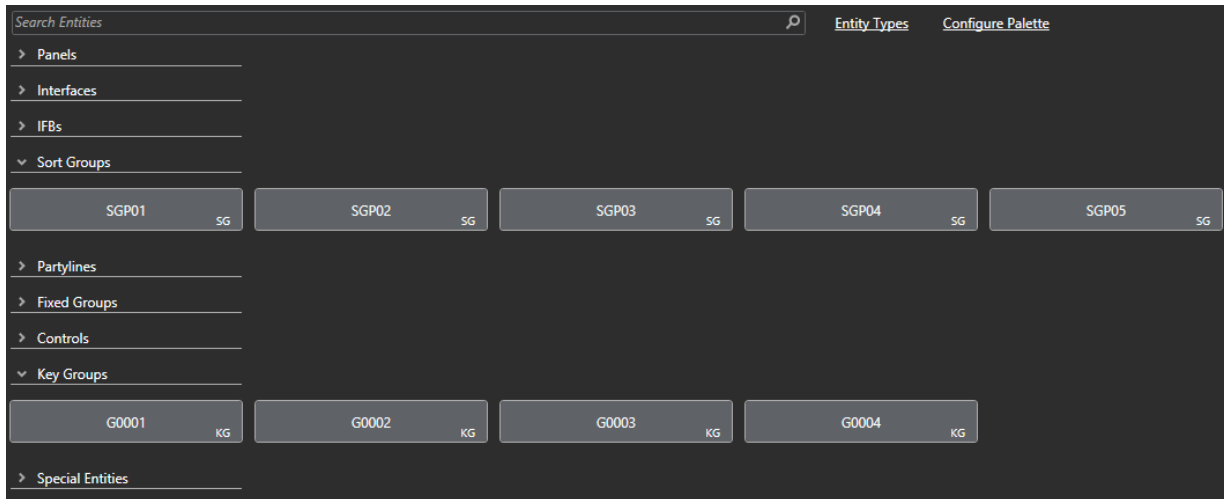 Search Entities Entity Types Configure Palette
Panels
Interfaces
IFBs
Sort Groups
SGP01 SG SGP02 SG SGP03 SG SGP04 SG SGP05 SG
Partylines
Fixed Groups
Controls
Key Groups
G0001 KG G0002 KG G0003 KG G0004 KG
Special Entities